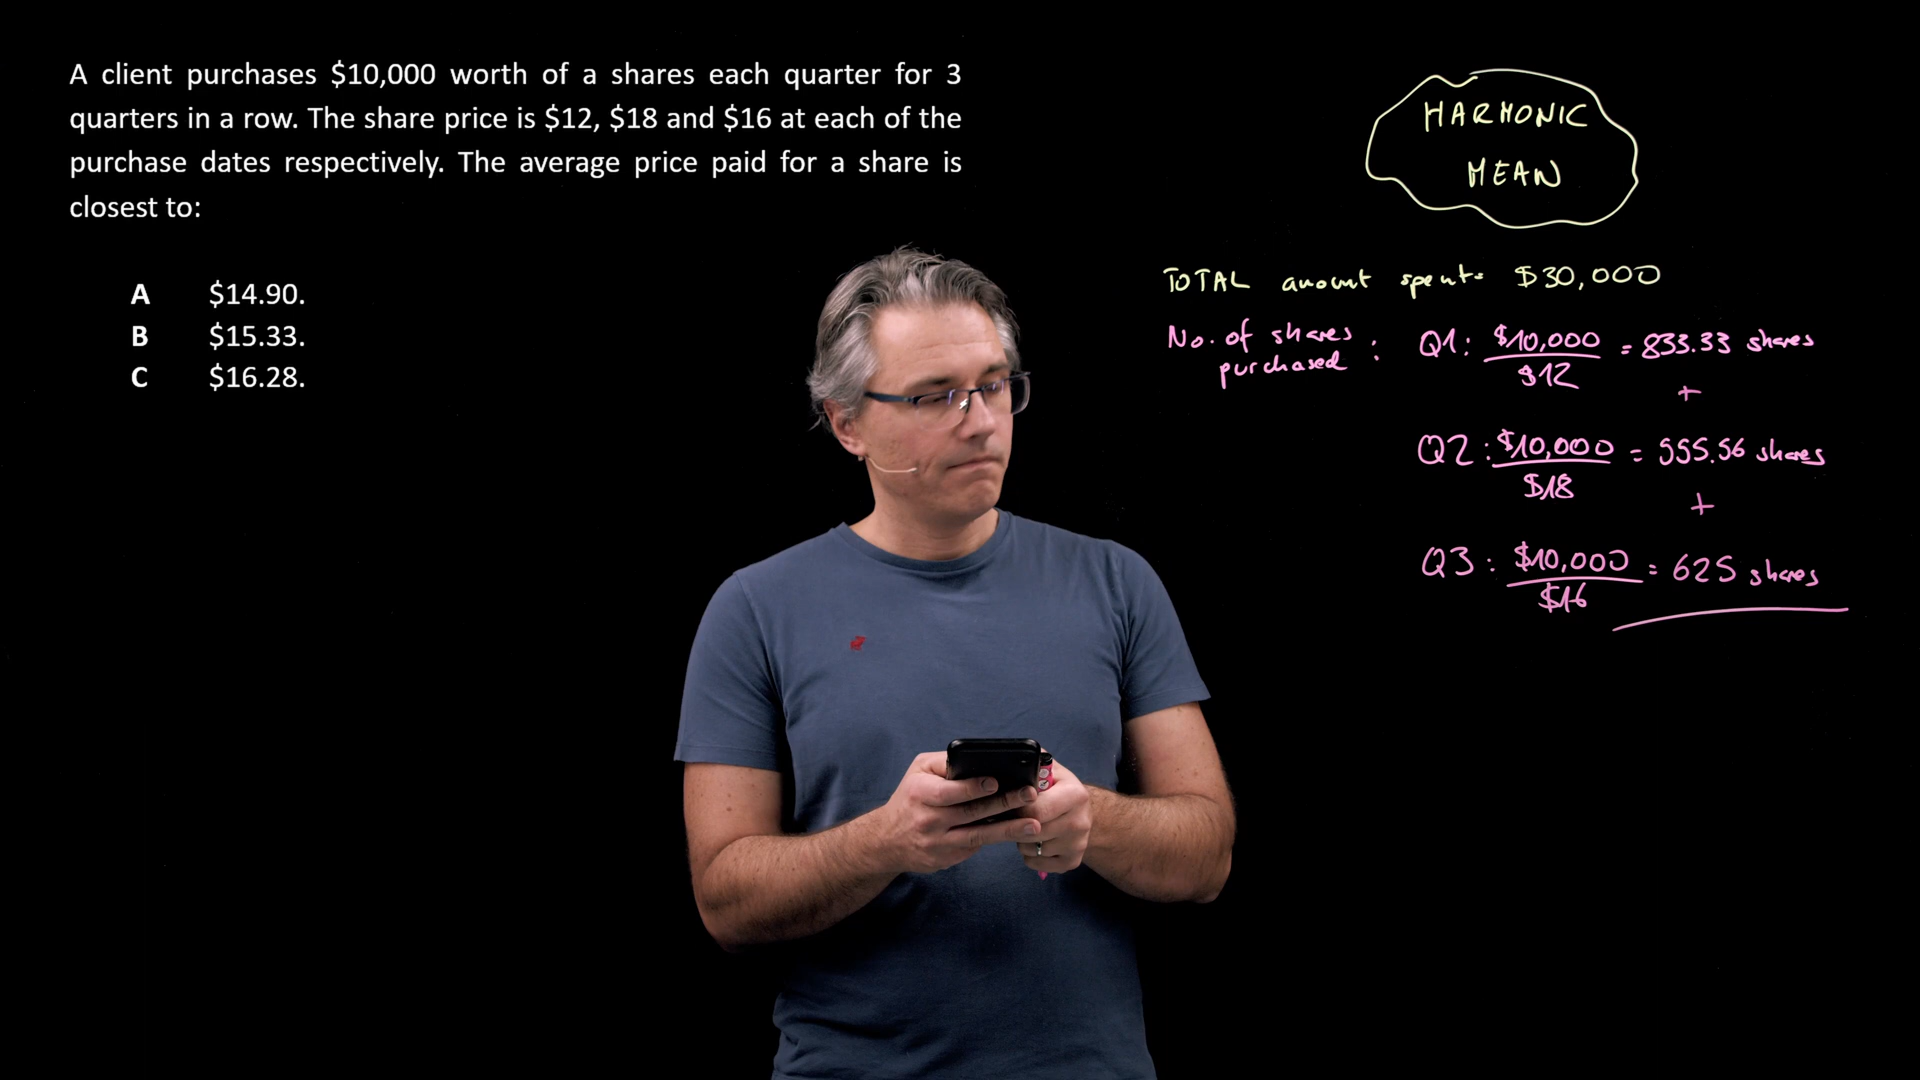 A client purchases $10,000 worth of a shares each quarter for 3
quarters in a row. The share price is $12, $18 and $16 at each of the
purchase dates respectively. The average price paid for a share is
closest to:
A $14.90.
B $15.33.
C $16.28.
HARMONIC
MEAN
TOTAL amount spent: $30,000
No. of shares
purchased :
Q1: $10,000 / $12 = 833.33 shares
+
Q2: $10,000 / $18 = 555.56 shares
+
Q3: $10,000 / $16 = 625 shares